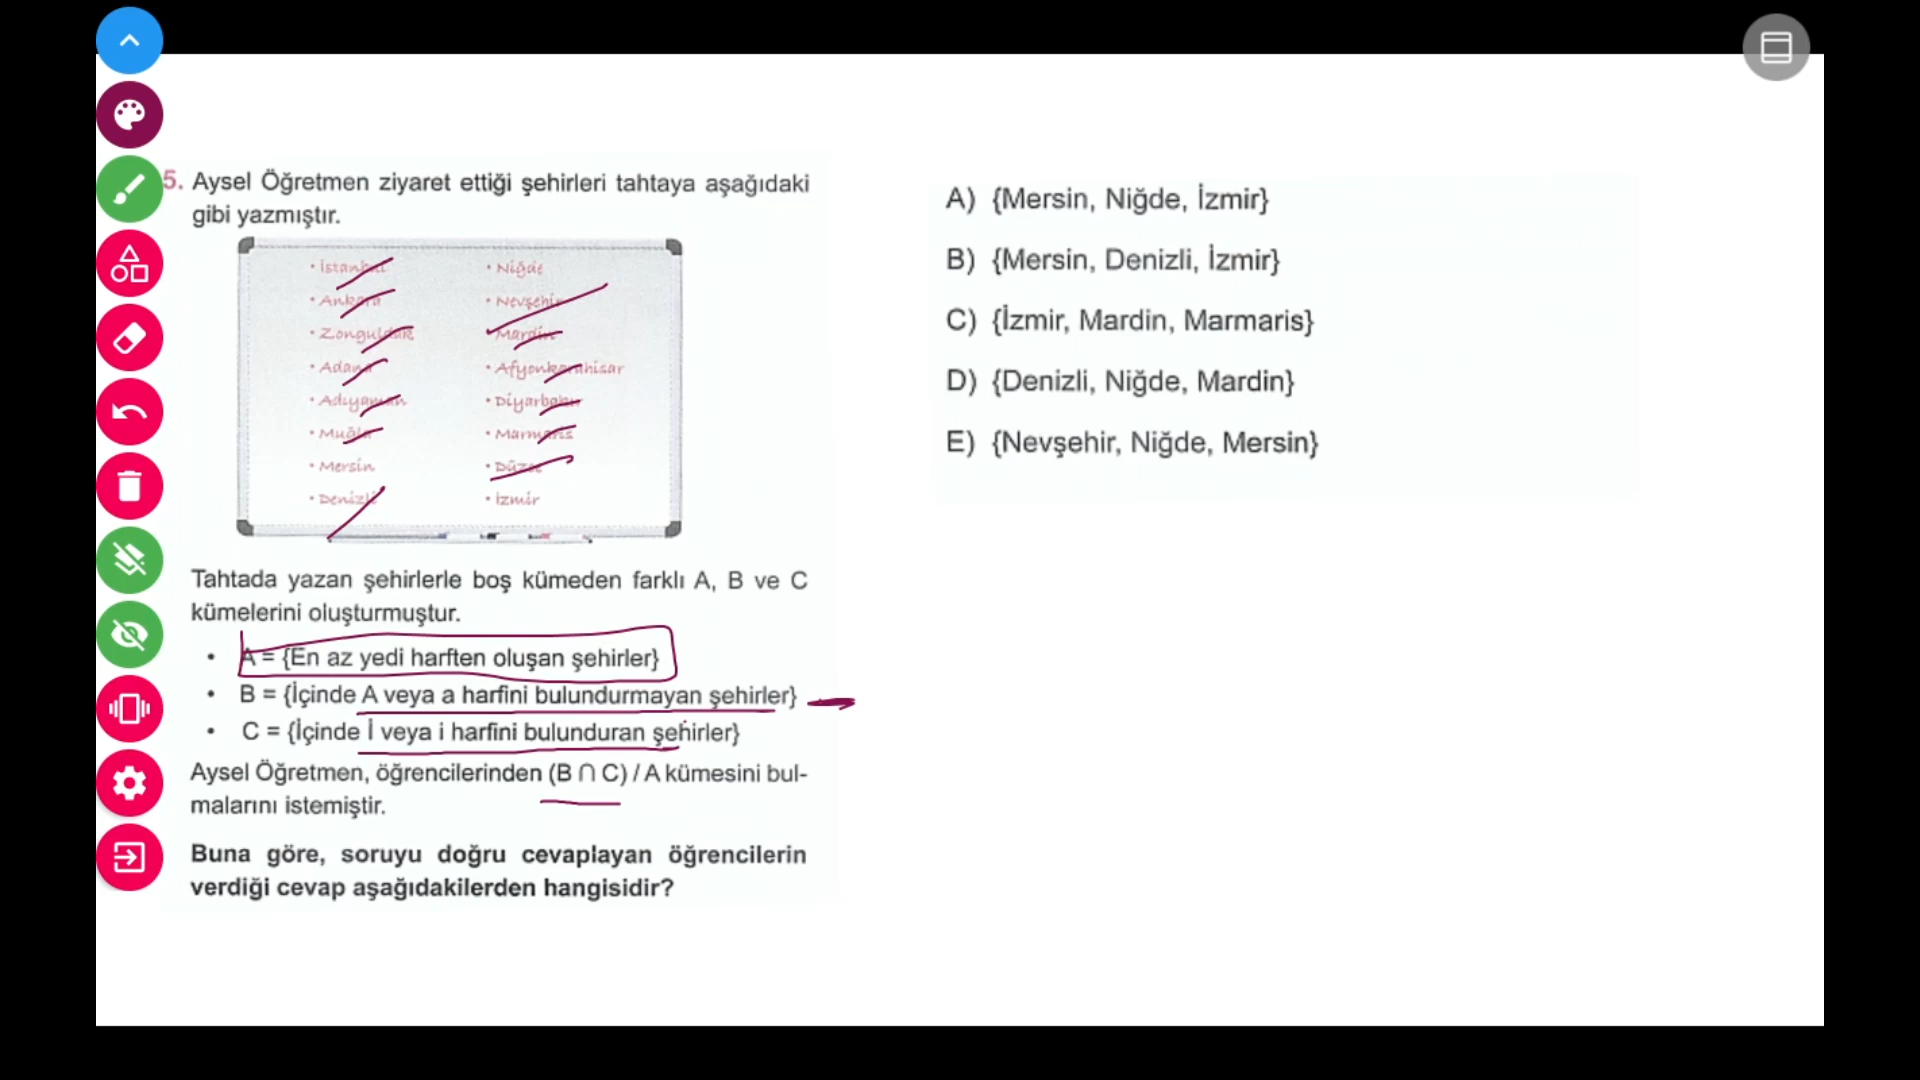 5. Aysel Öğretmen ziyaret ettiği şehirleri tahtaya aşağıdaki
gibi yazmıştır.
• İstanbul
• Ankara
• Zonguldak
• Adana
• Adıyaman
• Muğla
• Mersin
• Denizli
• Niğde
• Nevşehir
• Mardin
• Afyonkarahisar
• Diyarbakır
• Marmaris
• Düzce
• İzmir
Tahtada yazan şehirlerle boş kümeden farklı A, B ve C
kümelerini oluşturmuştur.
• A = {En az yedi harften oluşan şehirler}
• B = {İçinde A veya a harfini bulundurmayan şehirler}
• C = {İçinde İ veya i harfini bulunduran şehirler}
Aysel Öğretmen, öğrencilerinden (B ∩ C) / A kümesini bul-
malarını istemiştir.
Buna göre, soruyu doğru cevaplayan öğrencilerin
verdiği cevap aşağıdakilerden hangisidir?
A) {Mersin, Niğde, İzmir}
B) {Mersin, Denizli, İzmir}
C) {İzmir, Mardin, Marmaris}
D) {Denizli, Niğde, Mardin}
E) {Nevşehir, Niğde, Mersin}